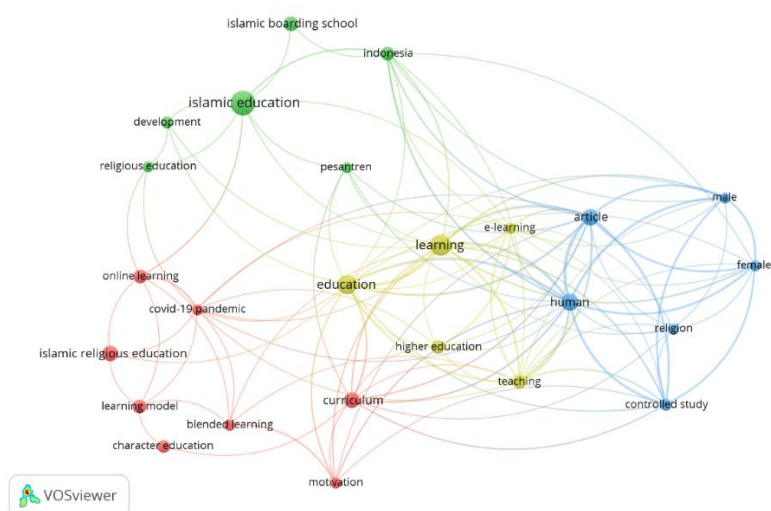 islamic boarding school
indonesia
islamic education
development
religious education
pesantren
male
article
e-learning
learning
female
online learning
education
covid-19 pandemic
human
religion
islamic religious education
higher education
teaching
learning model
curriculum
controlled study
blended learning
character education
motivation
VOSviewer